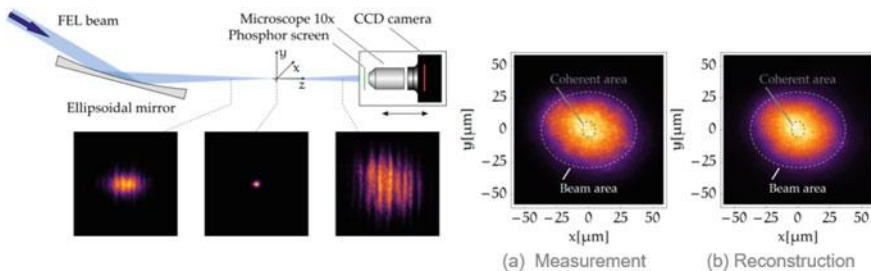 FEL beam
Microscope 10x
CCD camera
Phosphor screen
y
x
z
Ellipsoidal mirror
50
25
0
−25
−50
y[μm]
Coherent area
Beam area
−50
−25
0
25
50
x[μm]
(a) Measurement
50
25
0
−25
−50
y[μm]
Coherent area
Beam area
−50
−25
0
25
50
x[μm]
(b) Reconstruction